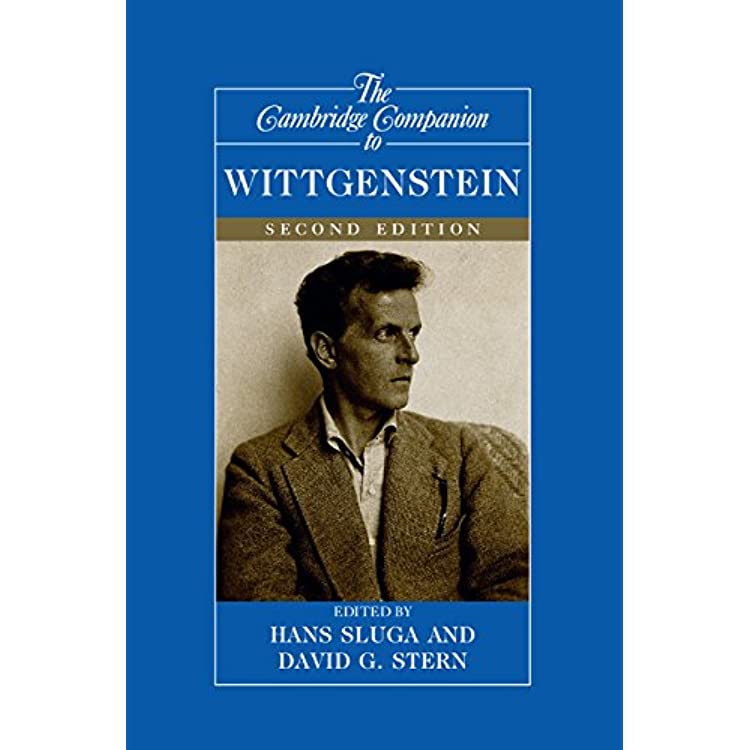 The
Cambridge Companion
to
WITTGENSTEIN
SECOND EDITION
EDITED BY
HANS SLUGA AND
DAVID G. STERN